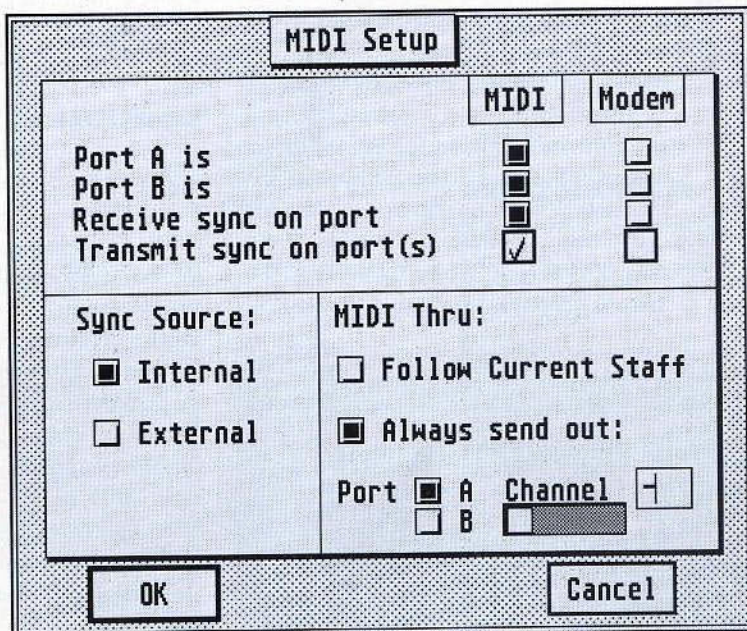 MIDI Setup
MIDI Modem
Port A is
Port B is
Receive sync on port
Transmit sync on port(s)
Sync Source:
Internal
External
MIDI Thru:
Follow Current Staff
Always send out:
Port A Channel
B
OK
Cancel